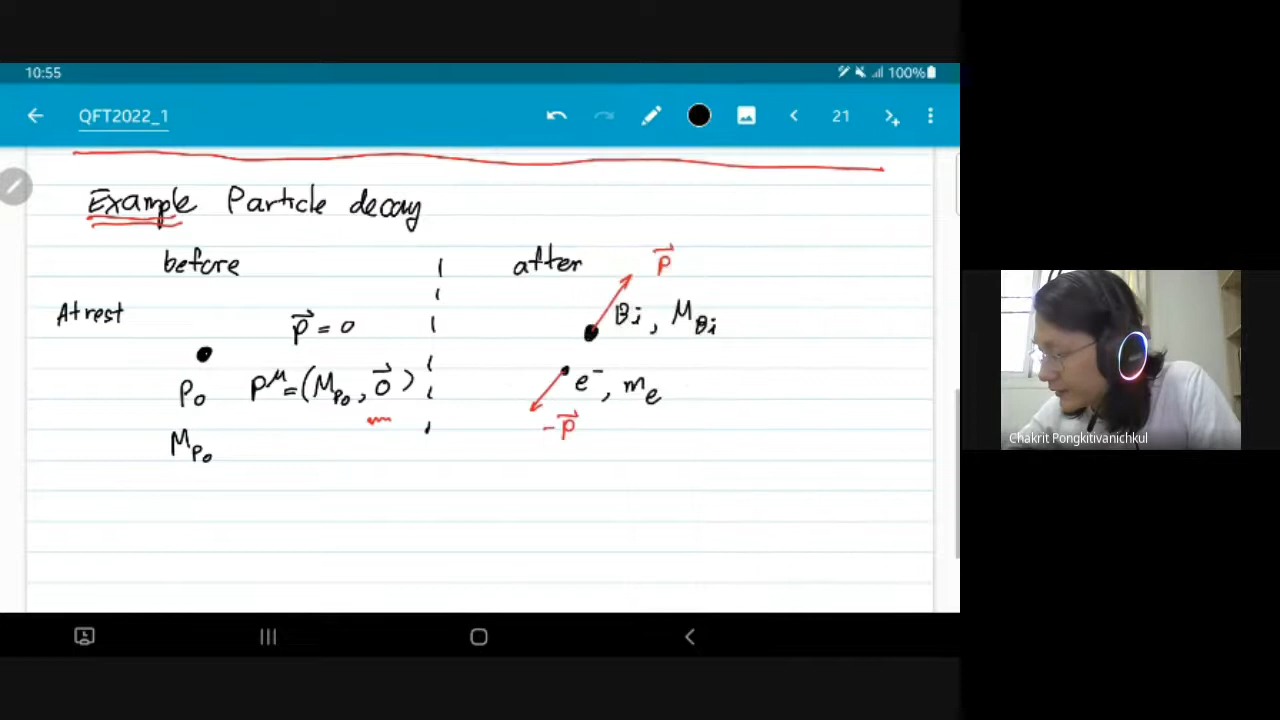 10:55
100%
QFT2022_1
21
Example Particle decay
before
after
p⃗
At rest
p⃗ = 0
Bi, M_Bi
Po
P^μ = (M_Po, 0⃗)
e⁻, m_e
-p⃗
M_Po
Chakrit Pongkitivanichkul